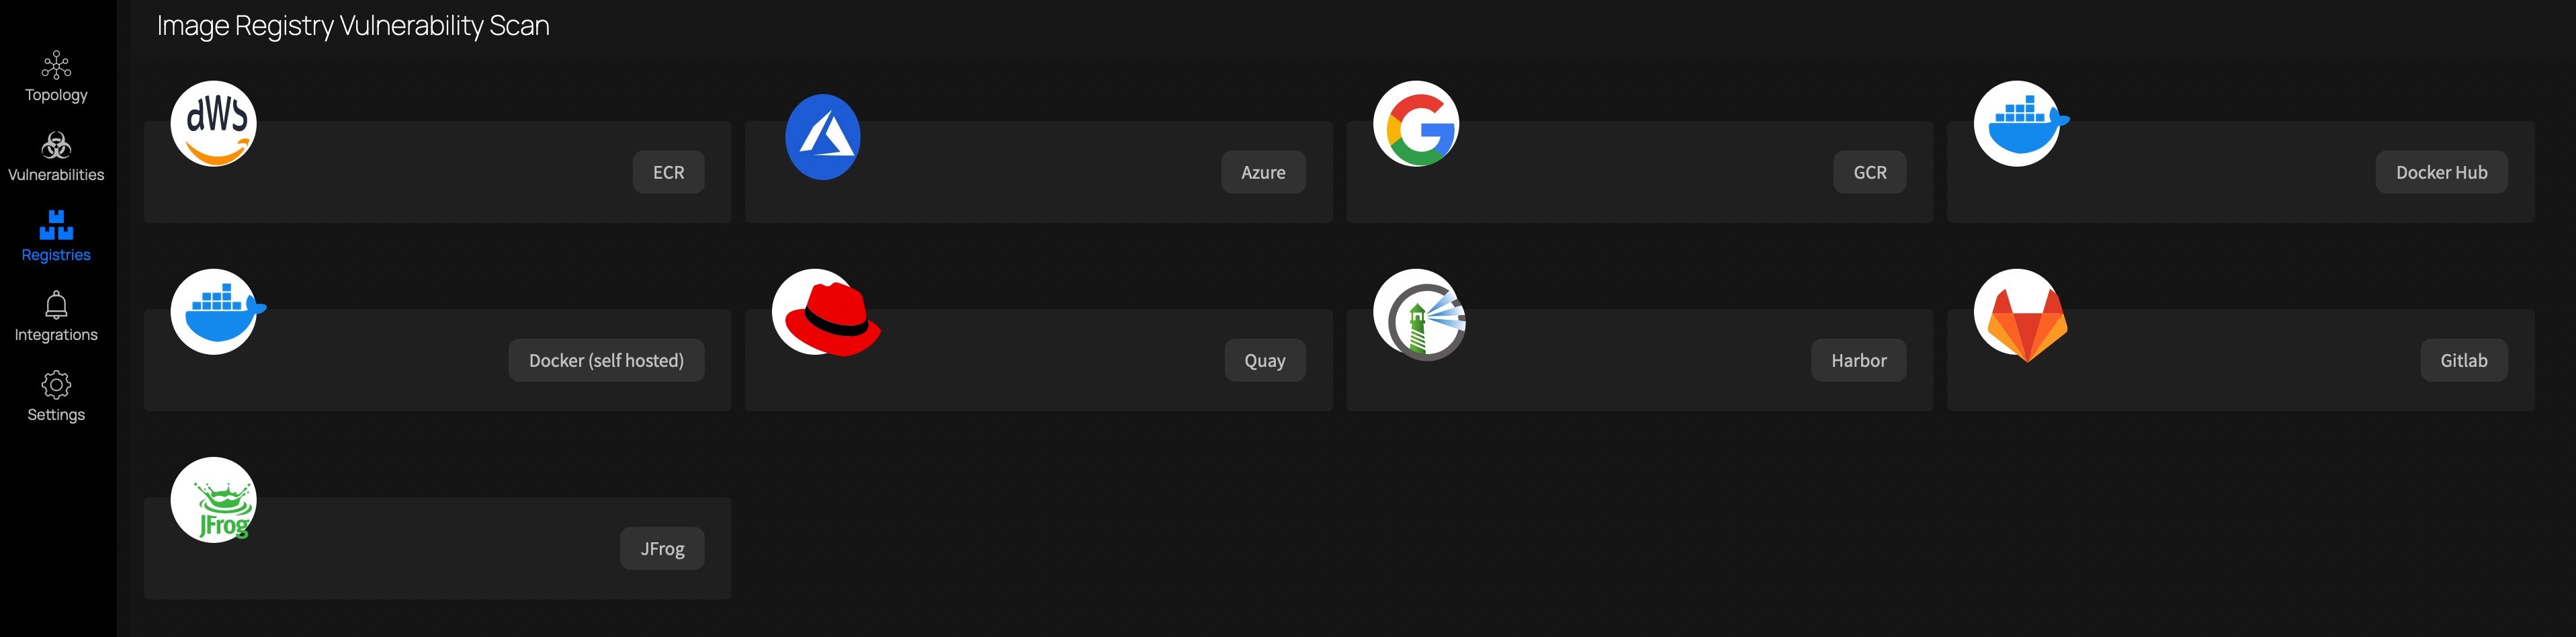 Image Registry Vulnerability Scan
Topology
Vulnerabilities
Registries
Integrations
Settings
aws
ECR
Azure
GCR
Docker Hub
Docker (self hosted)
Quay
Harbor
Gitlab
JFrog
JFrog